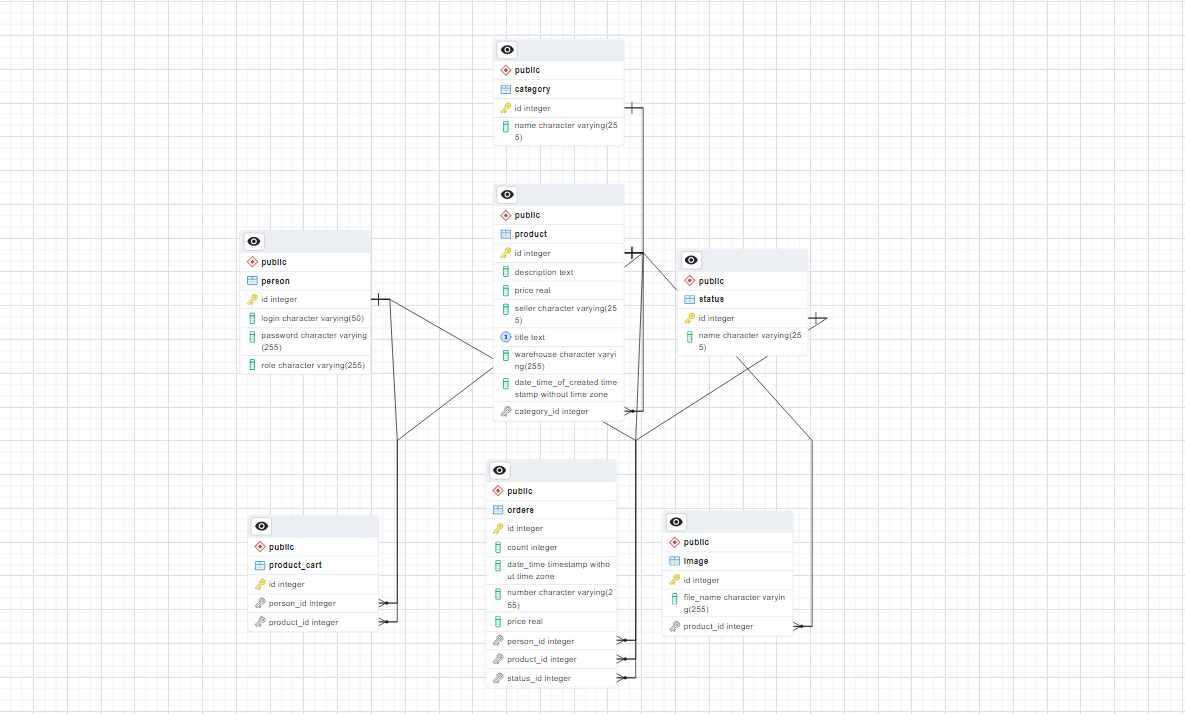 public
category
id integer
name character varying(25
5)
public
product
id integer
description text
price real
seller character varying(25
5)
1 title text
warehouse character varyi
ng(255)
date_time_of_created time
stamp without time zone
category_id integer
public
person
id integer
login character varying(50)
password character varying
(255)
role character varying(255)
public
status
id integer
name character varying(25
5)
public
product_cart
id integer
person_id integer
product_id integer
public
orders
id integer
count integer
date_time timestamp witho
ut time zone
number character varying(2
55)
price real
person_id integer
product_id integer
status_id integer
public
image
id integer
file_name character varyin
g(255)
product_id integer